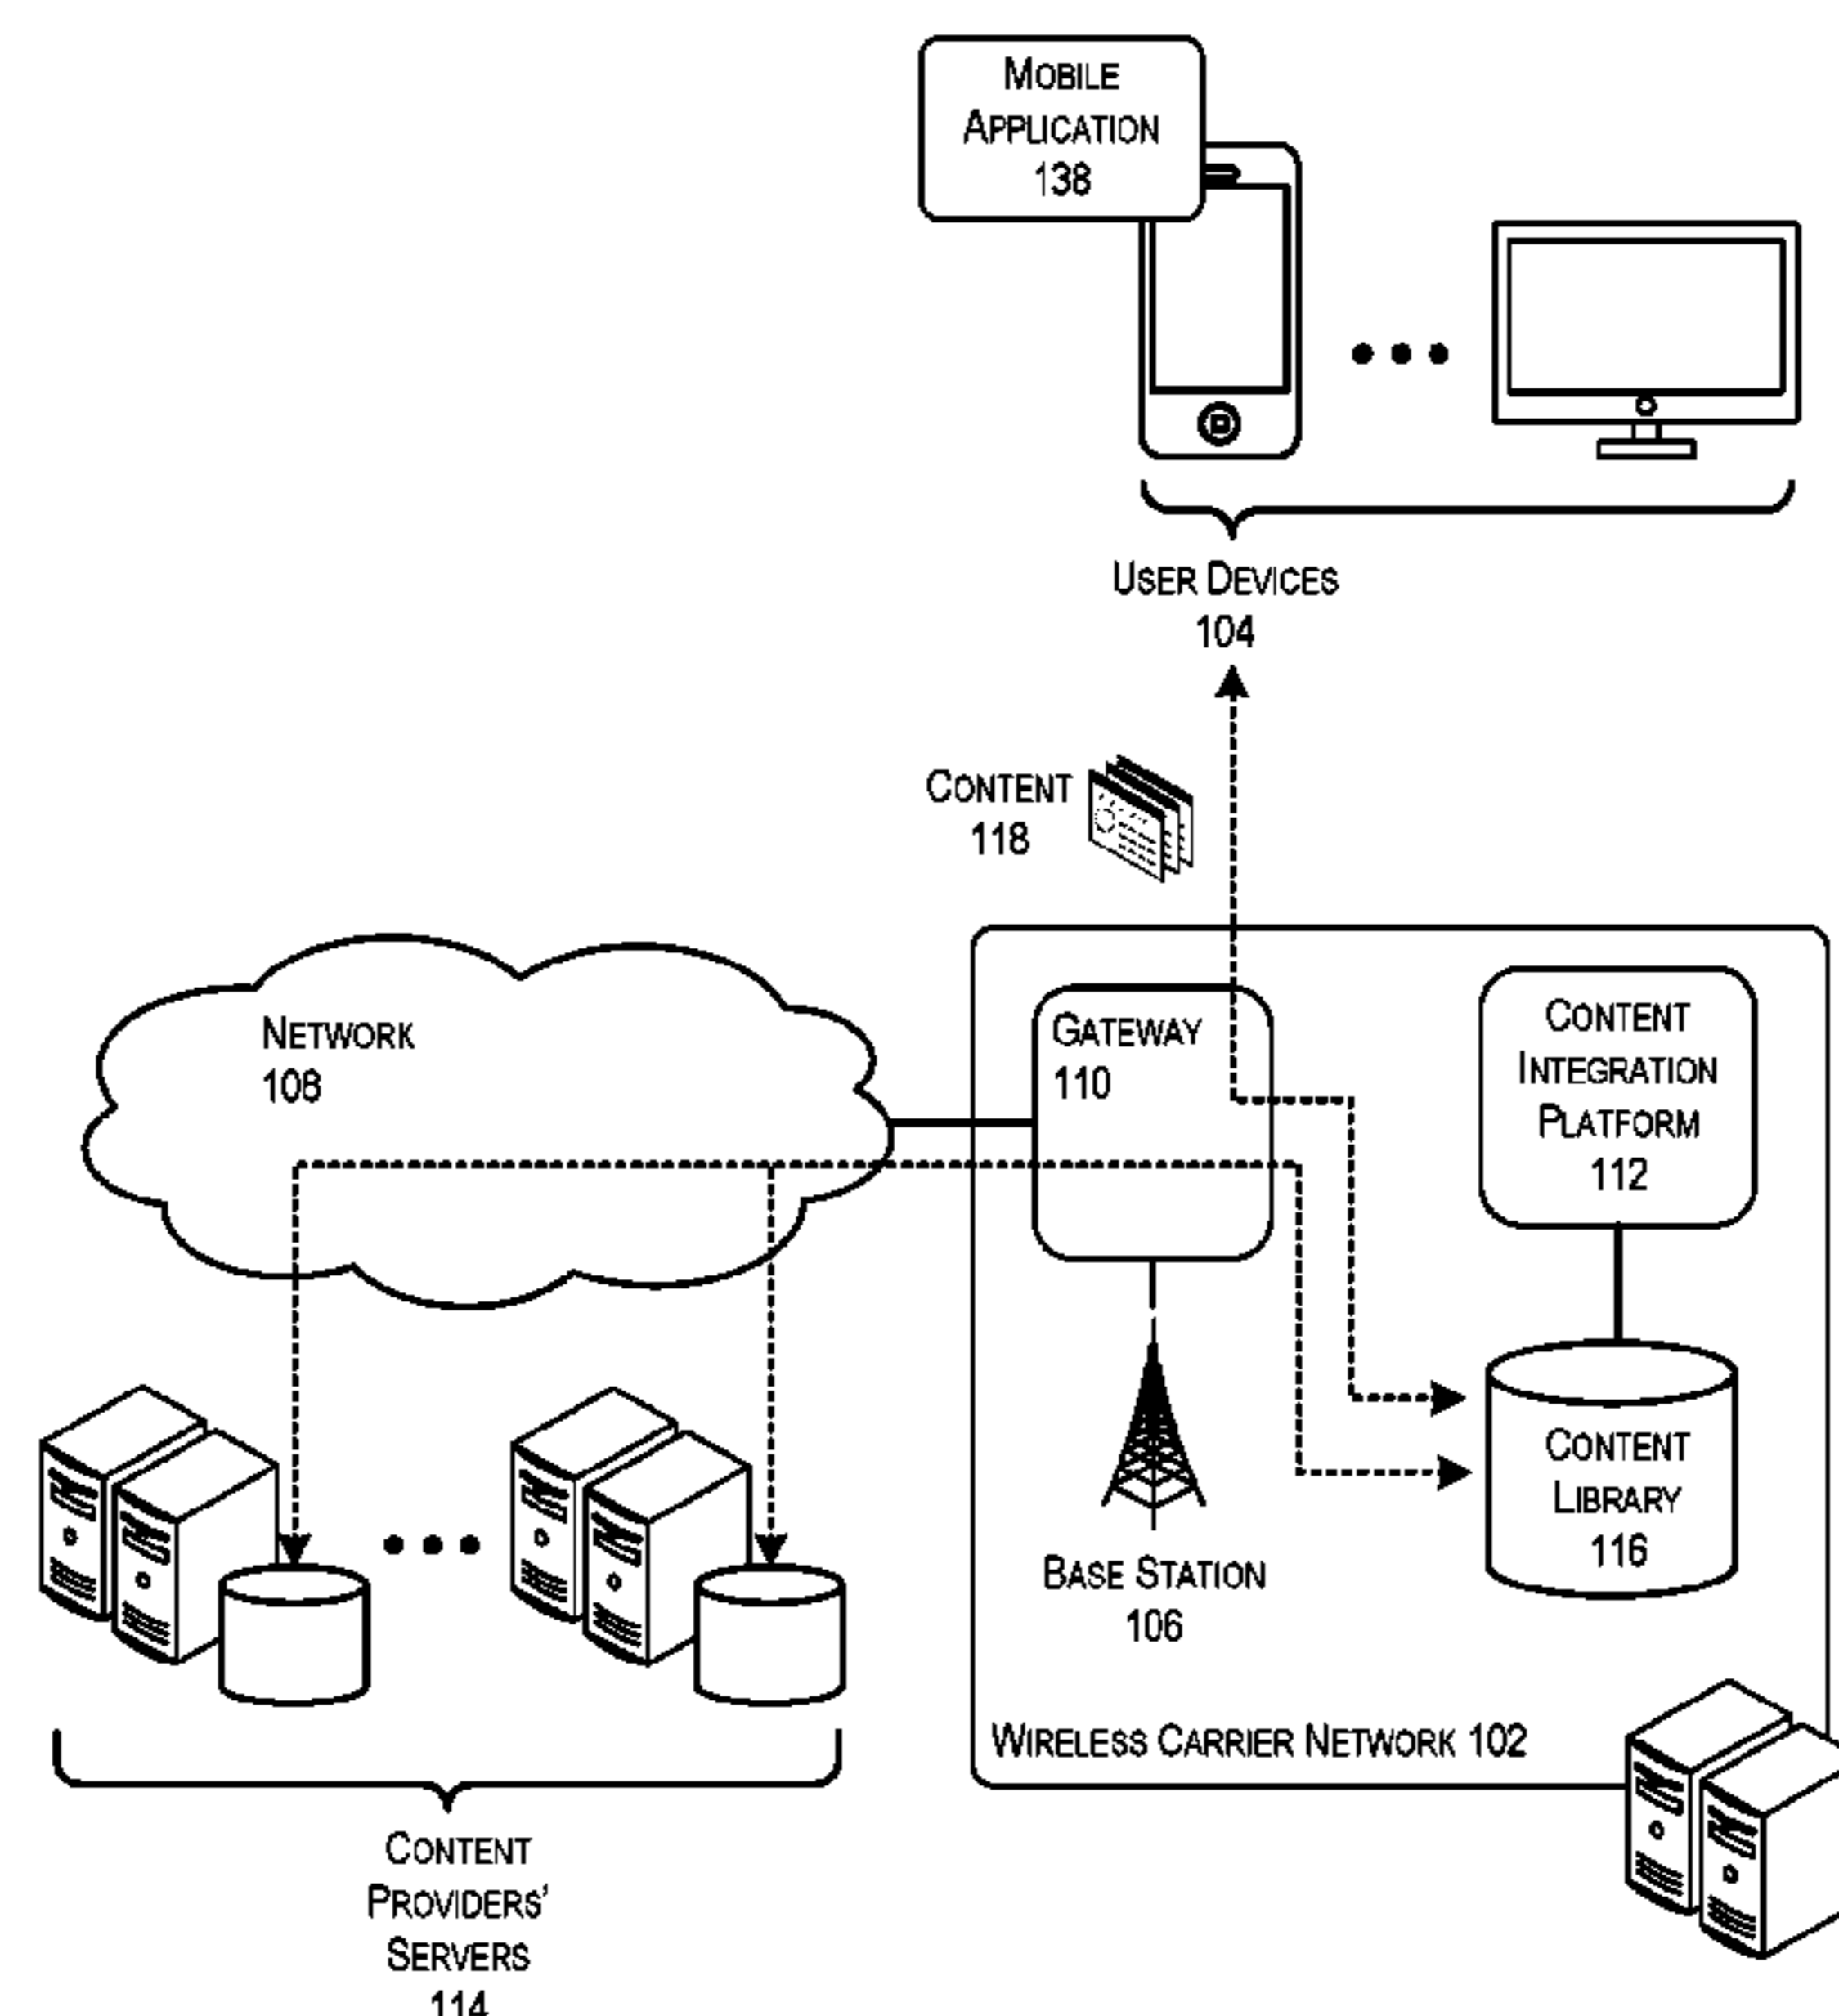 MOBILE
APPLICATION
138
USER DEVICES
104
CONTENT
118
NETWORK
108
GATEWAY
110
CONTENT
INTEGRATION
PLATFORM
112
CONTENT
LIBRARY
116
BASE STATION
106
WIRELESS CARRIER NETWORK 102
CONTENT
PROVIDERS'
SERVERS
114